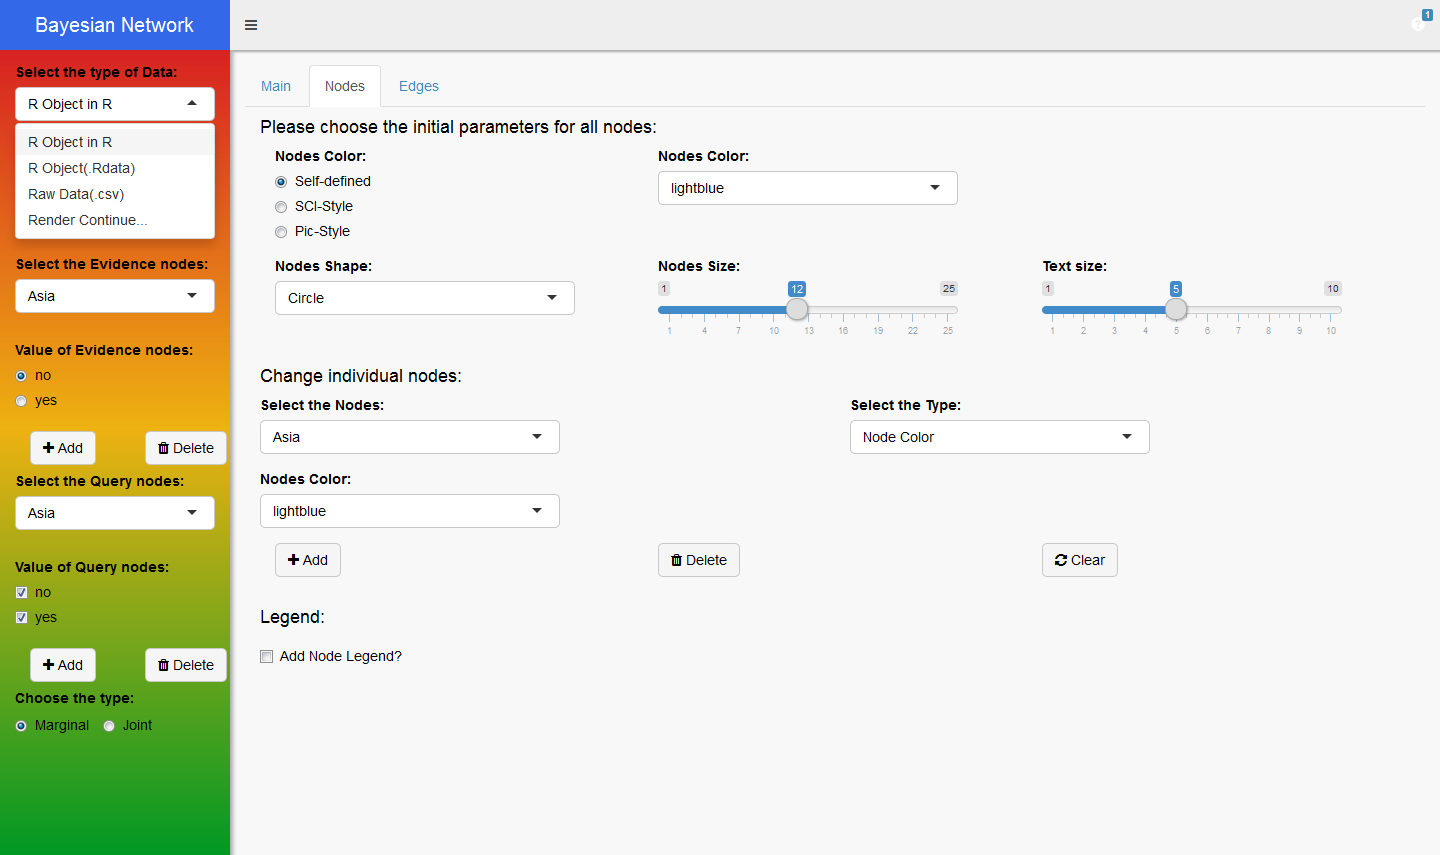 Bayesian Network
1
Select the type of Data:
R Object in R
R Object in R
R Object(.Rdata)
Raw Data(.csv)
Render Continue...
Select the Evidence nodes:
Asia
Value of Evidence nodes:
no
yes
Add Delete
Select the Query nodes:
Asia
Value of Query nodes:
no
yes
Add Delete
Choose the type:
Marginal Joint
Main Nodes Edges
Please choose the initial parameters for all nodes:
Nodes Color: Nodes Color:
Self-defined lightblue
SCI-Style
Pic-Style
Nodes Shape: Nodes Size: Text size:
Circle 1 12 25 1 5 10
1 4 7 10 13 16 19 22 25 1 2 3 4 5 6 7 8 9 10
Change individual nodes:
Select the Nodes: Select the Type:
Asia Node Color
Nodes Color:
lightblue
Add Delete Clear
Legend:
Add Node Legend?